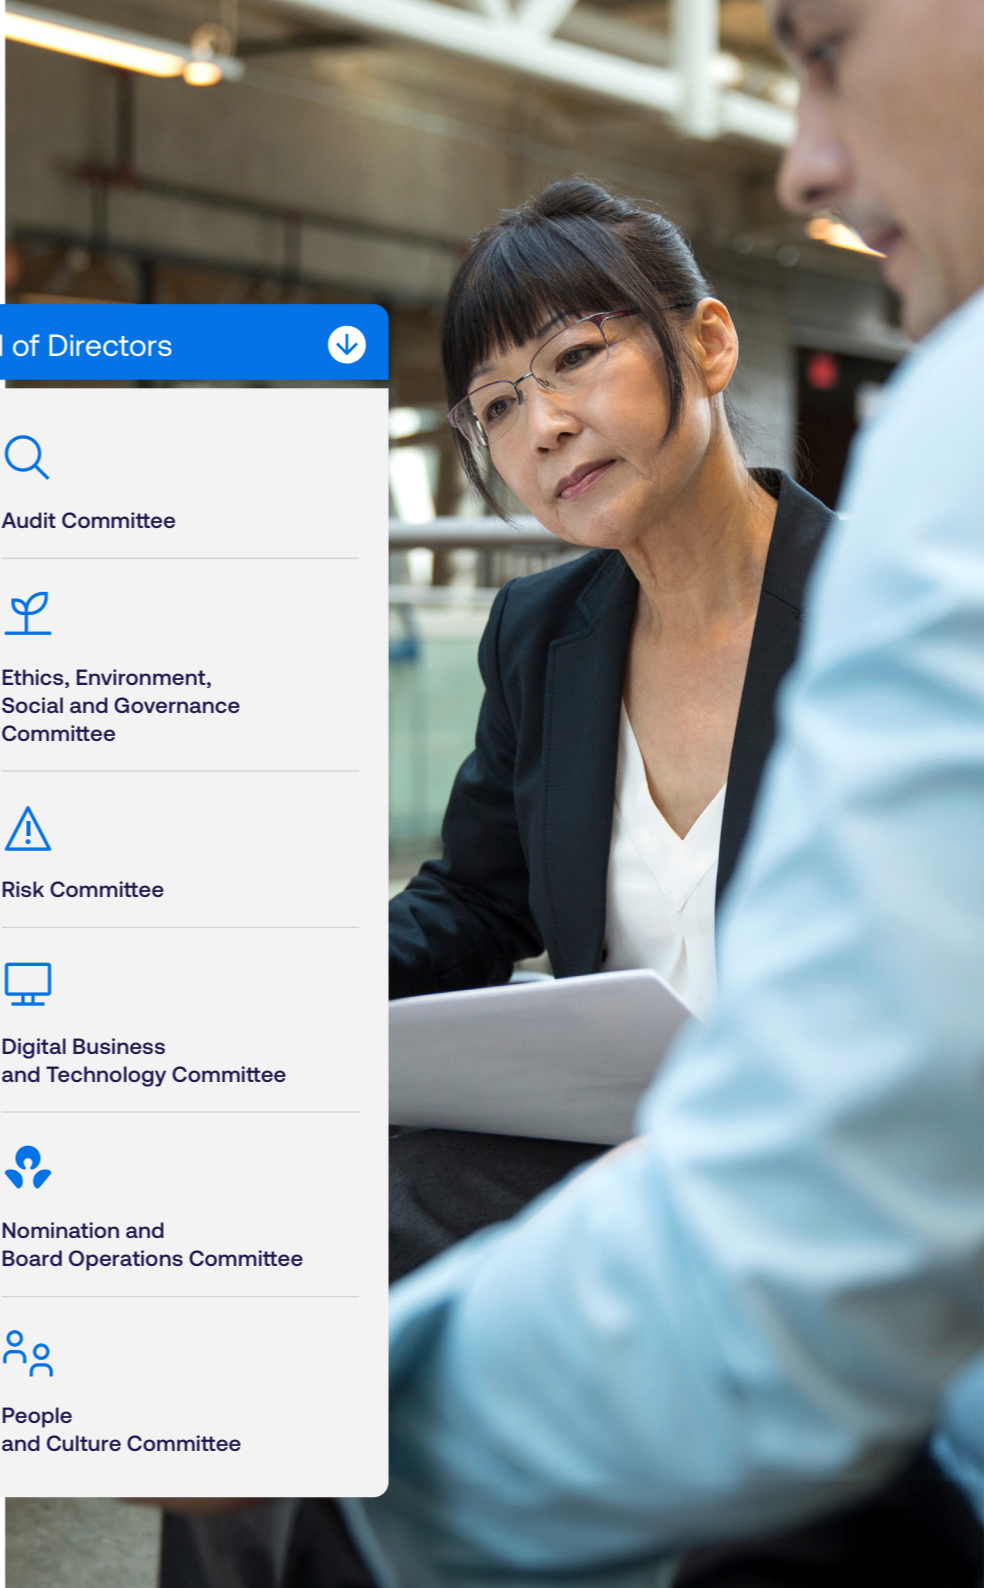 of Directors
Audit Committee
Ethics, Environment,
Social and Governance
Committee
Risk Committee
Digital Business
and Technology Committee
Nomination and
Board Operations Committee
People
and Culture Committee